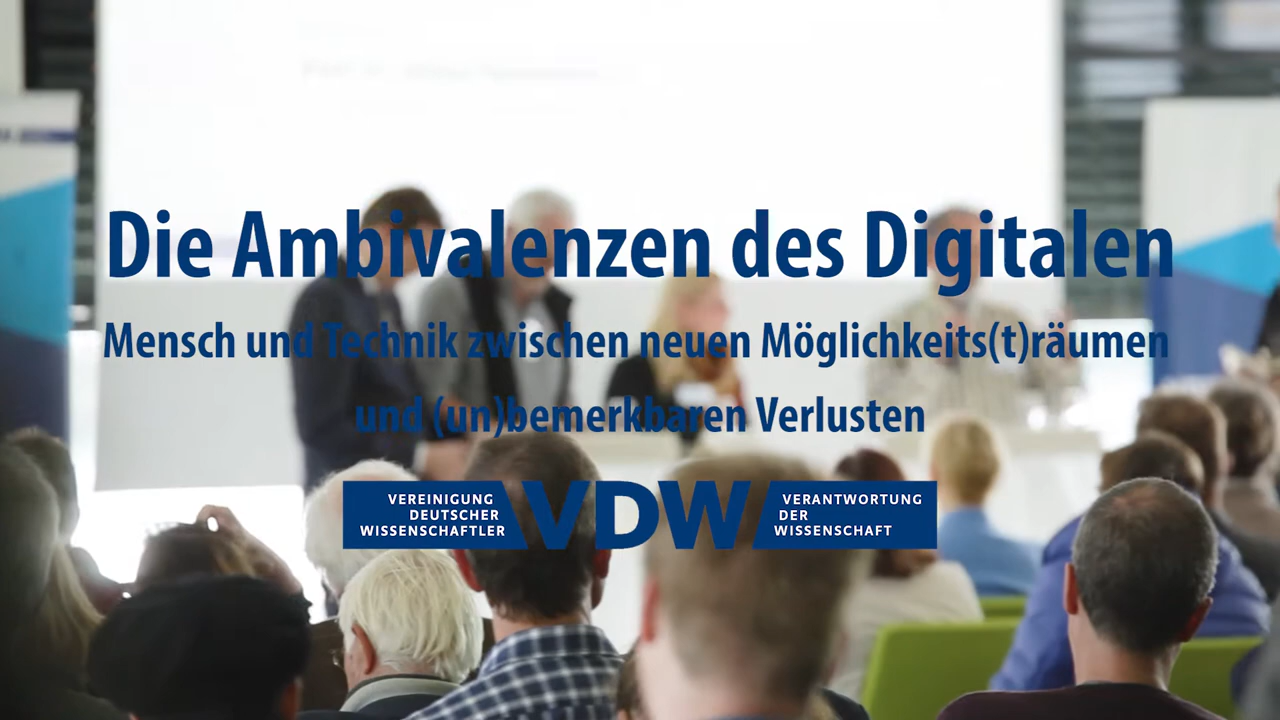 Die Ambivalenzen des Digitalen
Mensch und Technik zwischen neuen Möglichkeits(t)räumen
und (un)bemerkbaren Verlusten
VEREINIGUNG
DEUTSCHER
WISSENSCHAFTLER
VDW
VERANTWORTUNG
DER
WISSENSCHAFT